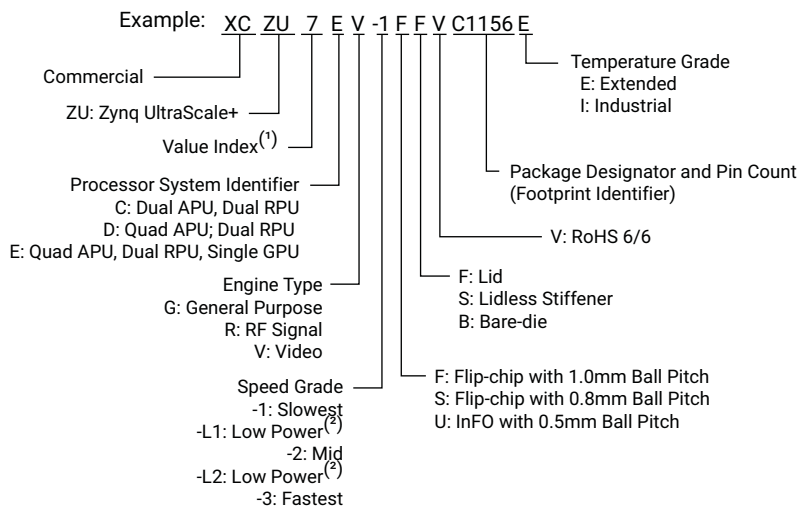 Example: XC ZU 7 E V -1 F F V C1156 E
Commercial
ZU: Zynq UltraScale+
Value Index(1)
Processor System Identifier
C: Dual APU, Dual RPU
D: Quad APU; Dual RPU
E: Quad APU, Dual RPU, Single GPU
Engine Type
G: General Purpose
R: RF Signal
V: Video
Speed Grade
-1: Slowest
-L1: Low Power(2)
-2: Mid
-L2: Low Power(2)
-3: Fastest
Temperature Grade
E: Extended
I: Industrial
Package Designator and Pin Count
(Footprint Identifier)
V: RoHS 6/6
F: Lid
S: Lidless Stiffener
B: Bare-die
F: Flip-chip with 1.0mm Ball Pitch
S: Flip-chip with 0.8mm Ball Pitch
U: InFO with 0.5mm Ball Pitch